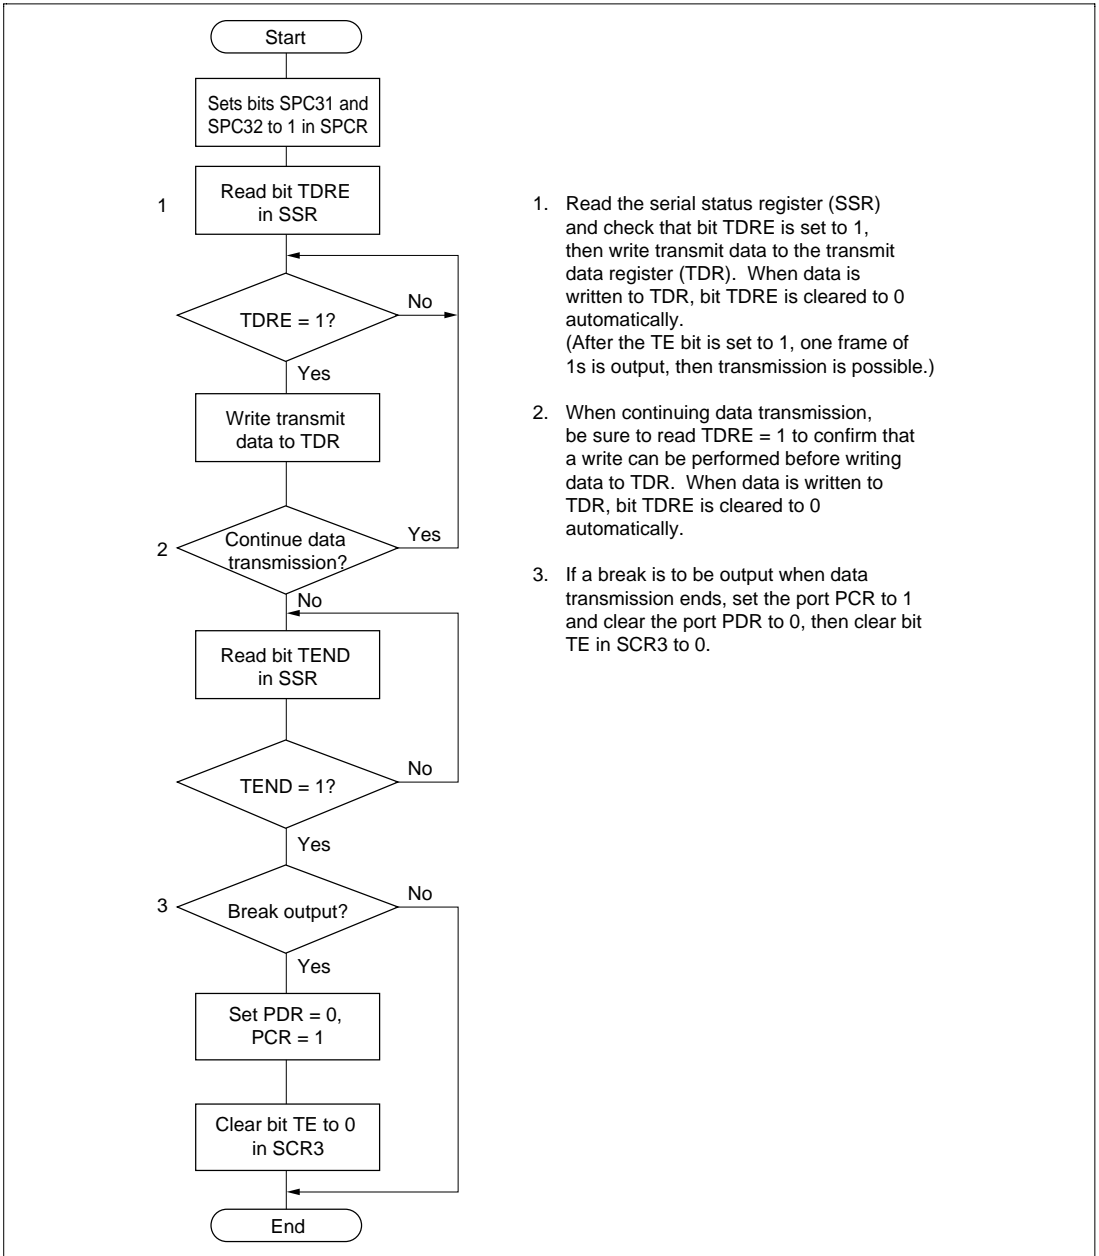 Start
Sets bits SPC31 and
SPC32 to 1 in SPCR
1
Read bit TDRE
in SSR
TDRE = 1?
No
Yes
Write transmit
data to TDR
2
Continue data
transmission?
Yes
No
Read bit TEND
in SSR
TEND = 1?
No
Yes
3
Break output?
No
Yes
Set PDR = 0,
PCR = 1
Clear bit TE to 0
in SCR3
End
1. Read the serial status register (SSR)
and check that bit TDRE is set to 1,
then write transmit data to the transmit
data register (TDR). When data is
written to TDR, bit TDRE is cleared to 0
automatically.
(After the TE bit is set to 1, one frame of
1s is output, then transmission is possible.)
2. When continuing data transmission,
be sure to read TDRE = 1 to confirm that
a write can be performed before writing
data to TDR. When data is written to
TDR, bit TDRE is cleared to 0
automatically.
3. If a break is to be output when data
transmission ends, set the port PCR to 1
and clear the port PDR to 0, then clear bit
TE in SCR3 to 0.